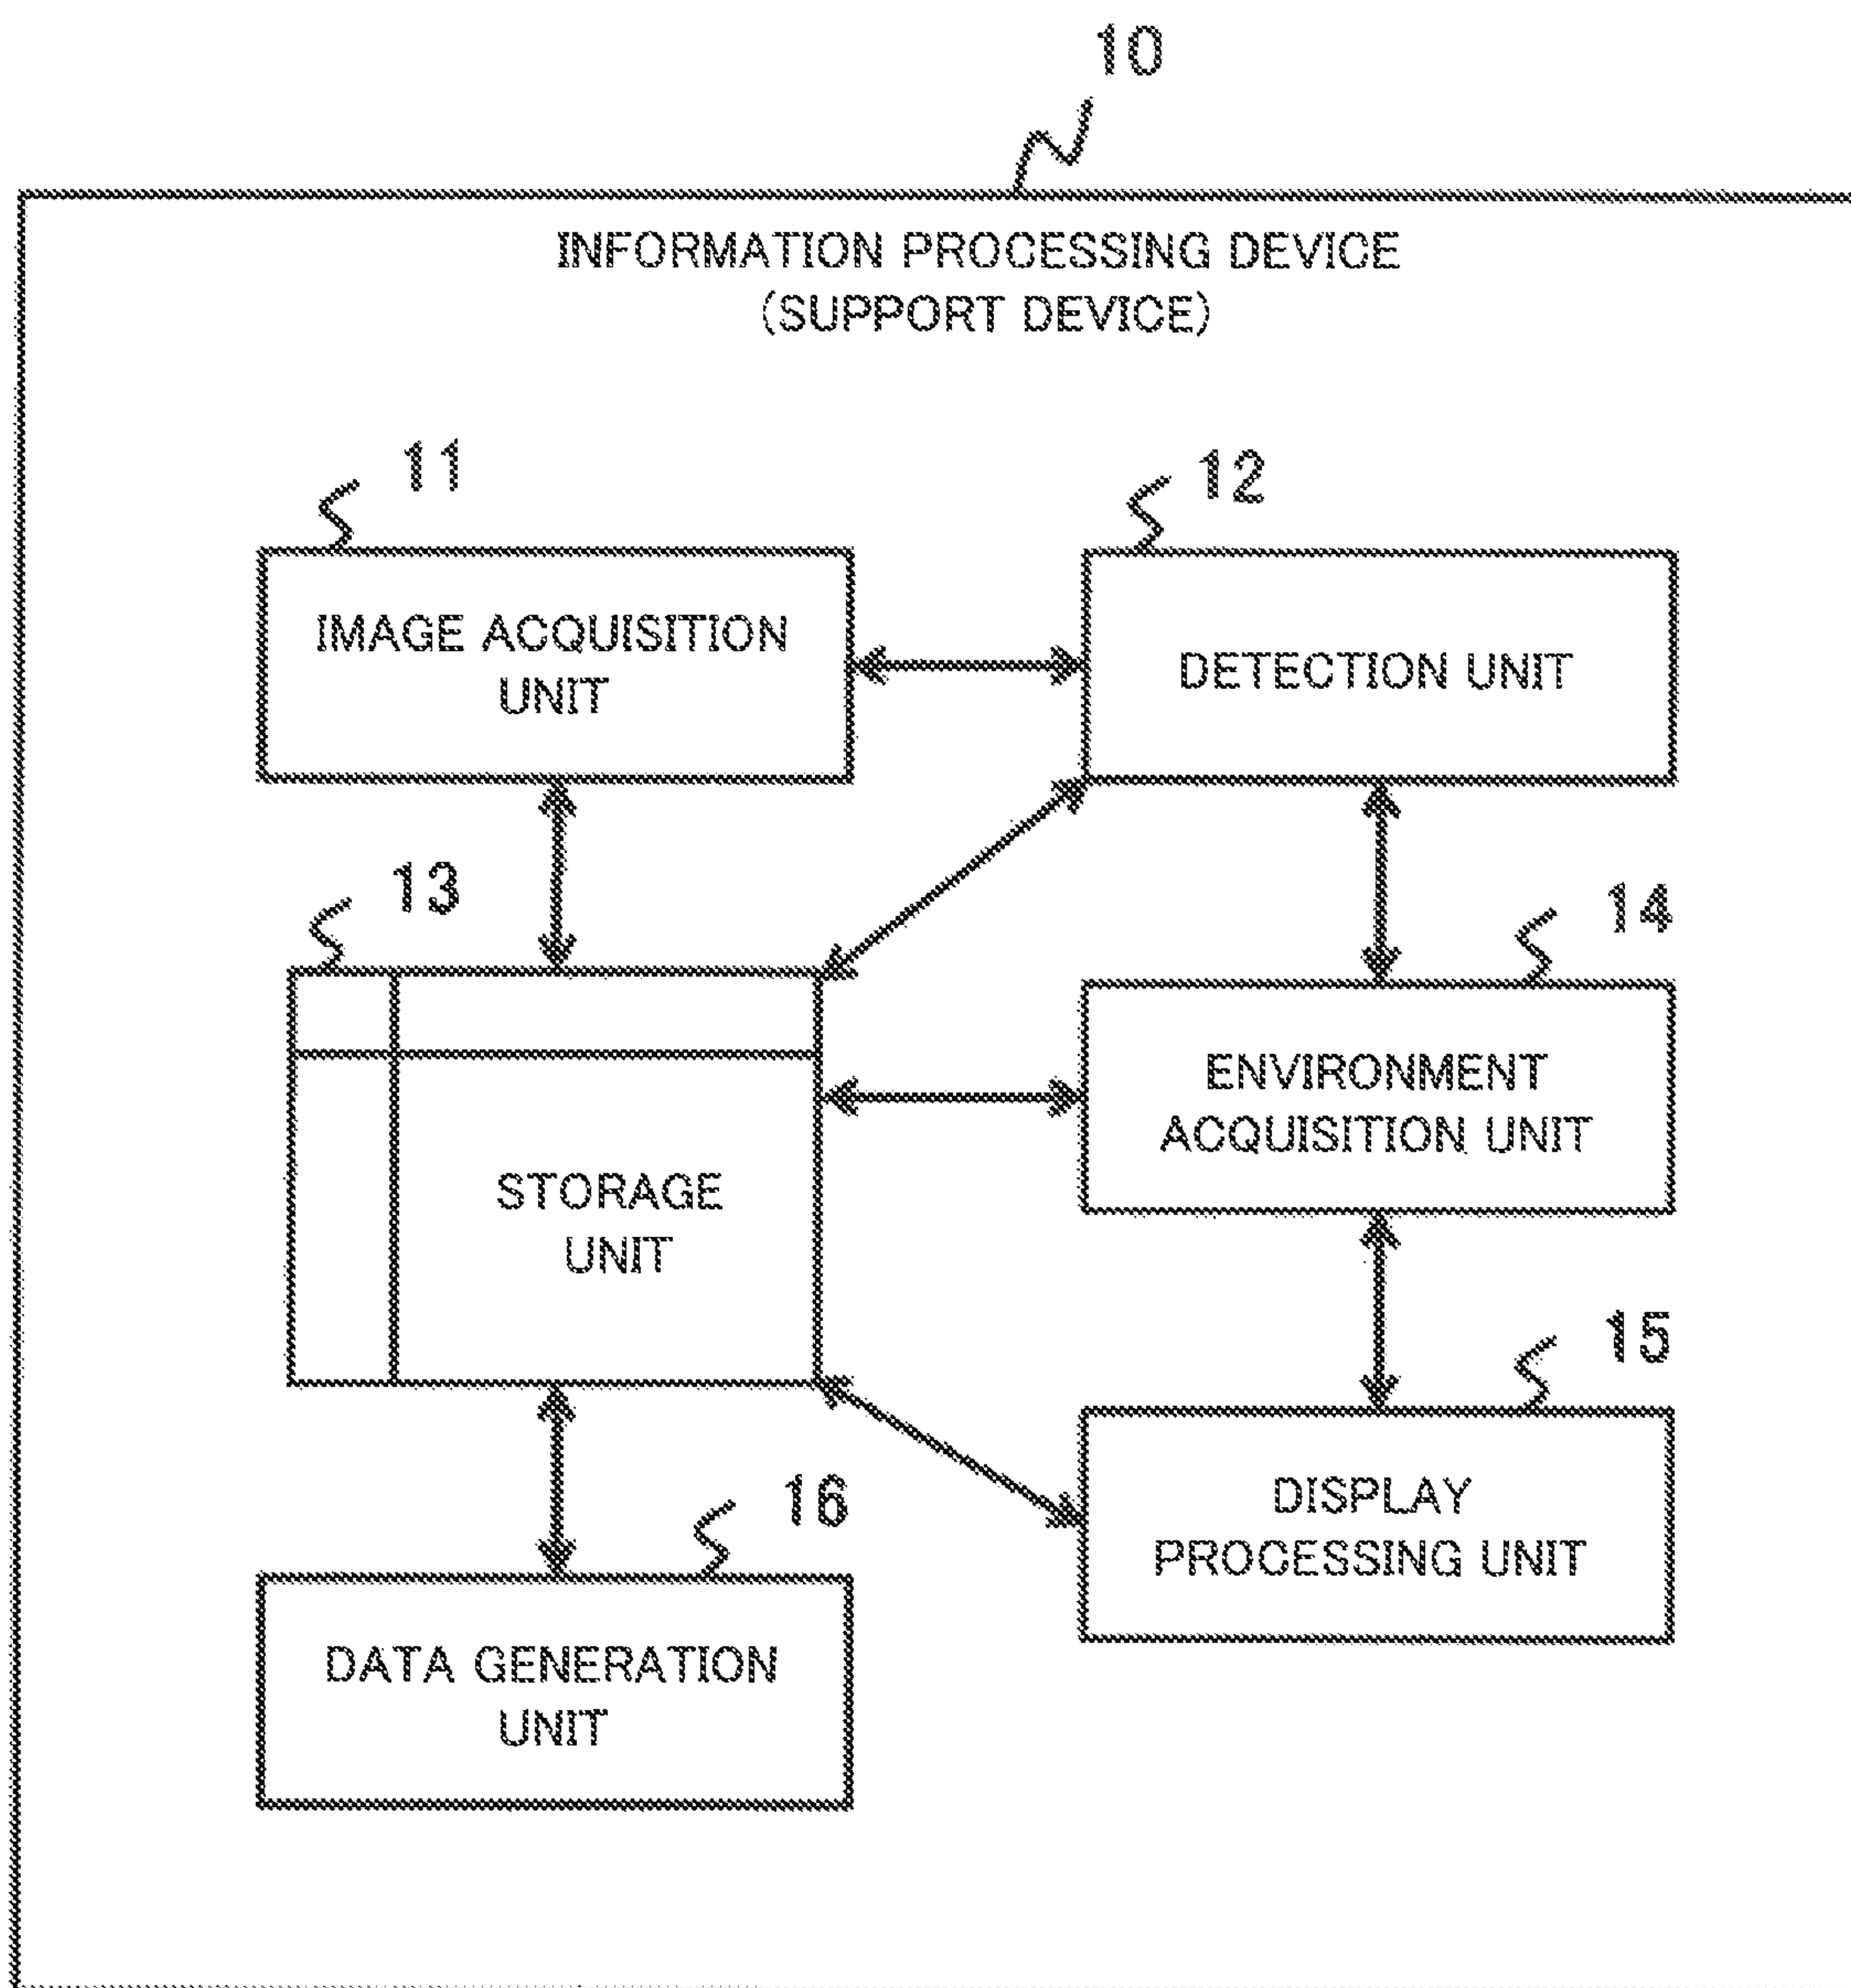 10
INFORMATION PROCESSING DEVICE
(SUPPORT DEVICE)
11
IMAGE ACQUISITION
UNIT
12
DETECTION UNIT
13
STORAGE
UNIT
14
ENVIRONMENT
ACQUISITION UNIT
15
DISPLAY
PROCESSING UNIT
16
DATA GENERATION
UNIT